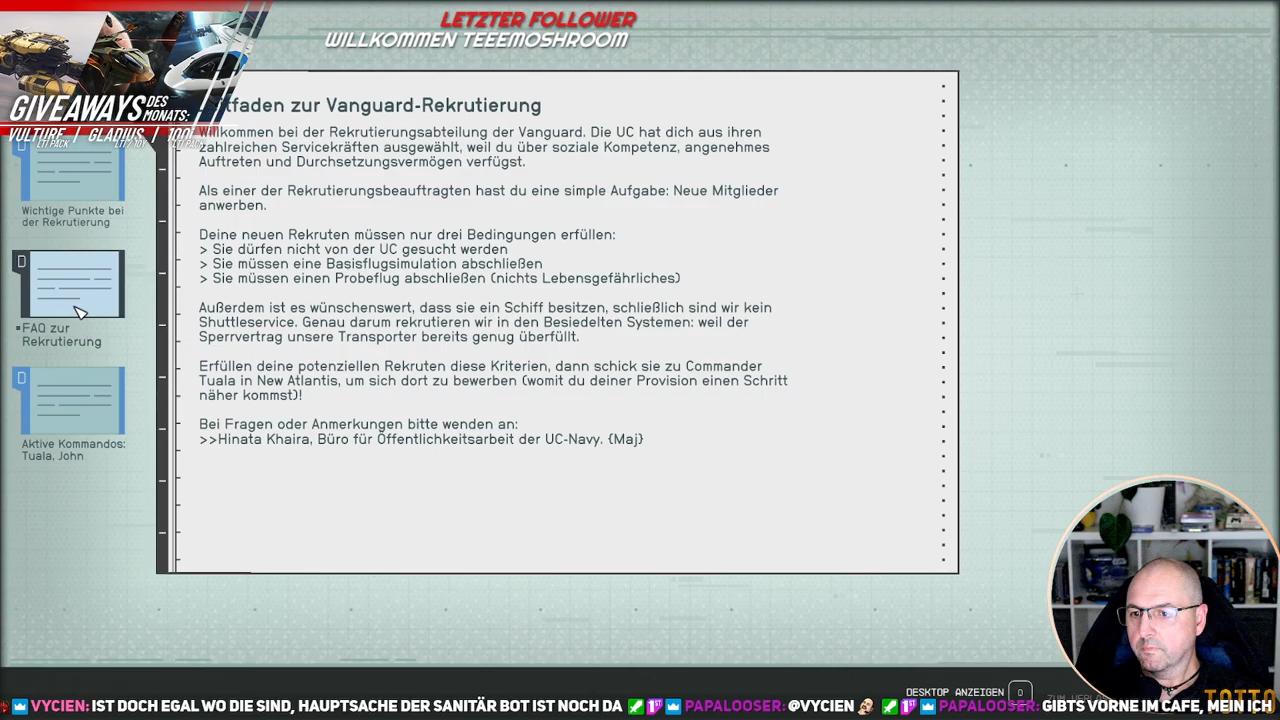 LETZTER FOLLOWER
WILLKOMMEN TEEEMOSHROOM
GIVEAWAYS DES MONATS:
VULTURE | GLADIUS | 100I
LTI PACK LTI / 10Y LTI PACK
Leitfaden zur Vanguard-Rekrutierung
Willkommen bei der Rekrutierungsabteilung der Vanguard. Die UC hat dich aus ihren
zahlreichen Servicekräften ausgewählt, weil du über soziale Kompetenz, angenehmes
Auftreten und Durchsetzungsvermögen verfügst.
Als einer der Rekrutierungsbeauftragten hast du eine simple Aufgabe: Neue Mitglieder
anwerben.
Deine neuen Rekruten müssen nur drei Bedingungen erfüllen:
> Sie dürfen nicht von der UC gesucht werden
> Sie müssen eine Basisflugsimulation abschließen
> Sie müssen einen Probeflug abschließen (nichts Lebensgefährliches)
Außerdem ist es wünschenswert, dass sie ein Schiff besitzen, schließlich sind wir kein
Shuttleservice. Genau darum rekrutieren wir in den Besiedelten Systemen: weil der
Sperrvertrag unsere Transporter bereits genug überfüllt.
Erfüllen deine potenziellen Rekruten diese Kriterien, dann schick sie zu Commander
Tuala in New Atlantis, um sich dort zu bewerben (womit du deiner Provision einen Schritt
näher kommst)!
Bei Fragen oder Anmerkungen bitte wenden an:
>>Hinata Khaira, Büro für Öffentlichkeitsarbeit der UC-Navy. {Maj}
Wichtige Punkte bei
der Rekrutierung
FAQ zur
Rekrutierung
Aktive Kommandos:
Tuala, John
DESKTOP ANZEIGEN
TOTTO
VYCIEN: IST DOCH EGAL WO DIE SIND, HAUPTSACHE DER SANITÄR BOT IST NOCH DA PAPALOOSER: @VYCIEN PAPALOOSER: GIBTS VORNE IM CAFE, MEIN ICH